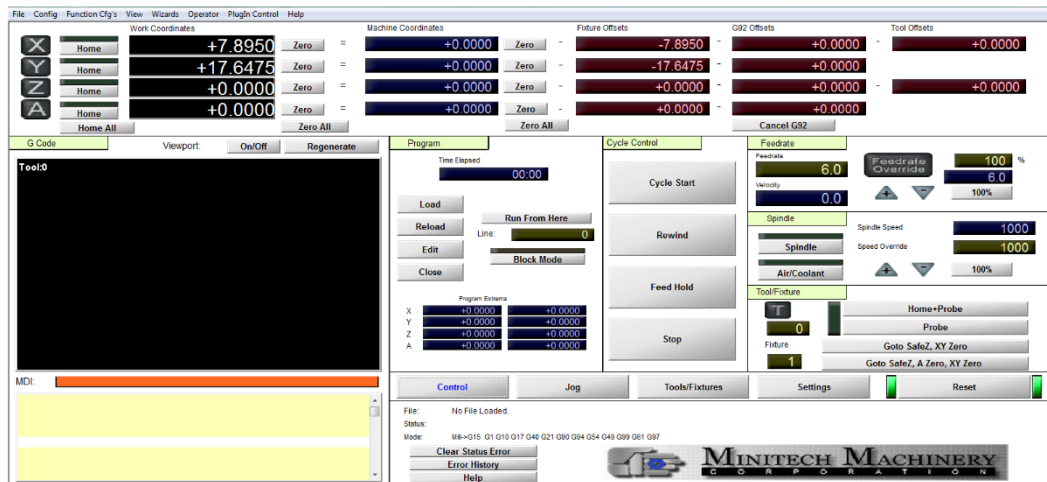 File Config Function Cfg's View Wizards Operator PlugIn Control Help
Work Coordinates Machine Coordinates Fixture Offsets G92 Offsets Tool Offsets
X Home +7.8950 Zero = +0.0000 Zero - -7.8950 - +0.0000 - +0.0000
Y Home +17.6475 Zero = +0.0000 Zero - -17.6475 - +0.0000
Z Home +0.0000 Zero = +0.0000 Zero - +0.0000 - +0.0000 - +0.0000
A Home +0.0000 Zero = +0.0000 Zero - +0.0000 - +0.0000
Home All Zero All Zero All Cancel G92
G Code Viewport: On/Off Regenerate
Tool:0
MDI:
Program
Time Elapsed
00:00
Load
Reload
Edit
Close
Run From Here
Line: 0
Block Mode
Program Extrema
X +0.0000 +0.0000
Y +0.0000 +0.0000
Z +0.0000 +0.0000
A +0.0000 +0.0000
Cycle Control
Cycle Start
Rewind
Feed Hold
Stop
Feedrate
Feedrate
6.0
Velocity
0.0
Feedrate Override
+ -
100 %
6.0
100%
Spindle
Spindle
Air/Coolant
Spindle Speed 1000
Speed Override 1000
+ - 100%
Tool/Fixture
T
0
Fixture
1
Home+Probe
Probe
Goto SafeZ, XY Zero
Goto SafeZ, A Zero, XY Zero
Control Jog Tools/Fixtures Settings Reset
File: No File Loaded.
Status:
Mode: Mill->G15 G1 G10 G17 G40 G21 G90 G94 G54 G49 G99 G61 G97
Clear Status Error
Error History
Help
MINITECH MACHINERY
CORPORATION